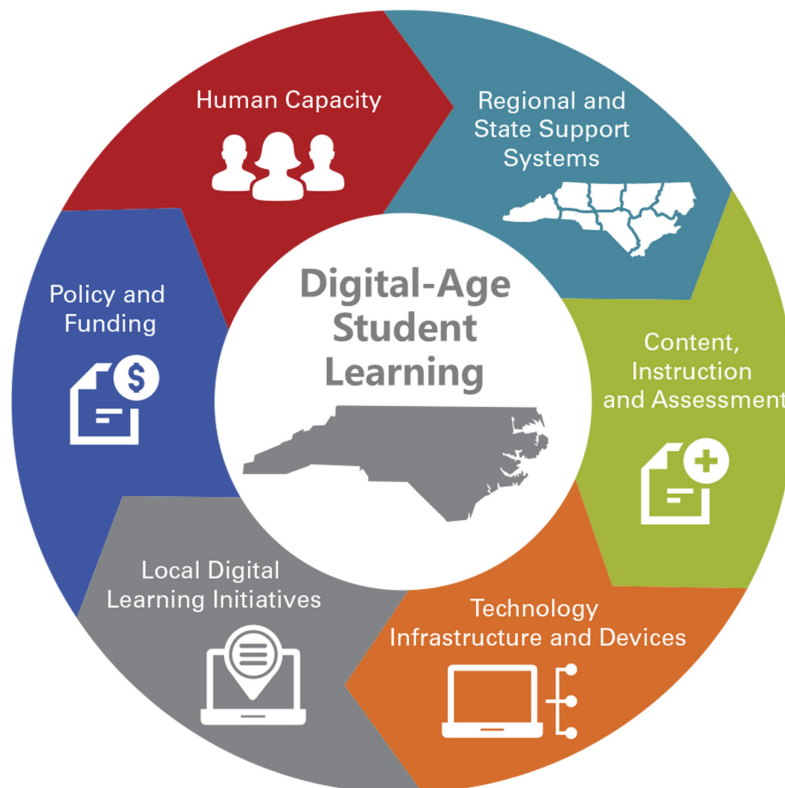 Human Capacity
Regional and
State Support
Systems
Policy and
Funding
$
Digital-Age
Student
Learning
Content,
Instruction
and Assessment
Local Digital
Learning Initiatives
Technology
Infrastructure and Devices